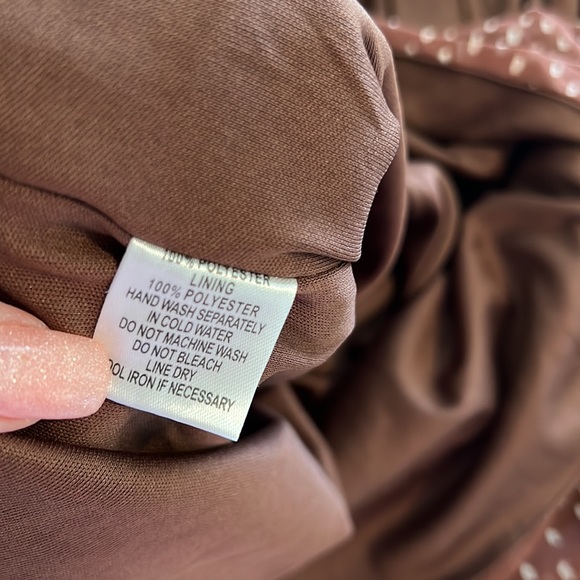 100% POLYESTER
LINING
100% POLYESTER
HAND WASH SEPARATELY
IN COLD WATER
DO NOT MACHINE WASH
DO NOT BLEACH
LINE DRY
OOL IRON IF NECESSARY